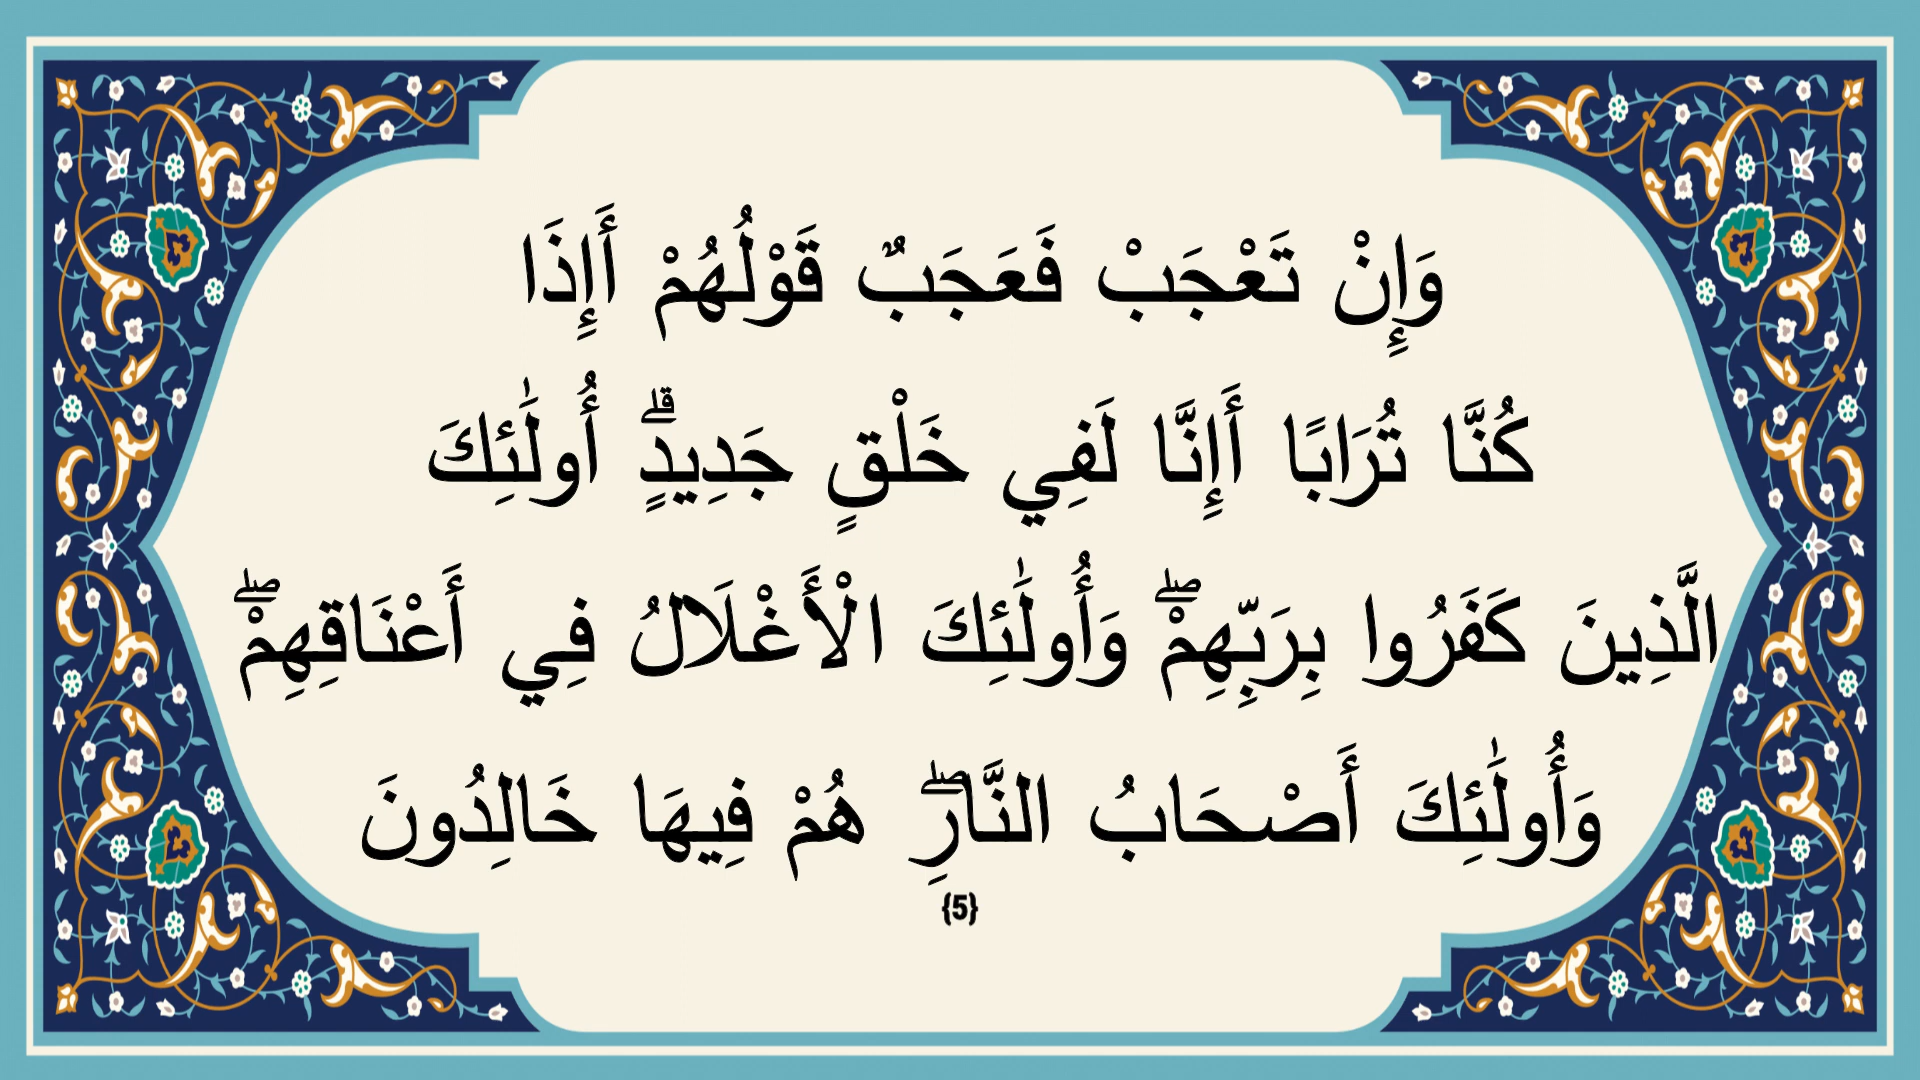 وَإِنْ تَعْجَبْ فَعَجَبٌ قَوْلُهُمْ أَإِذَا
كُنَّا تُرَابًا أَإِنَّا لَفِي خَلْقٍ جَدِيدٍۗ أُولَٰئِكَ
الَّذِينَ كَفَرُوا بِرَبِّهِمْۖ وَأُولَٰئِكَ الْأَغْلَالُ فِي أَعْنَاقِهِمْۖ
وَأُولَٰئِكَ أَصْحَابُ النَّارِۖ هُمْ فِيهَا خَالِدُونَ
{5}